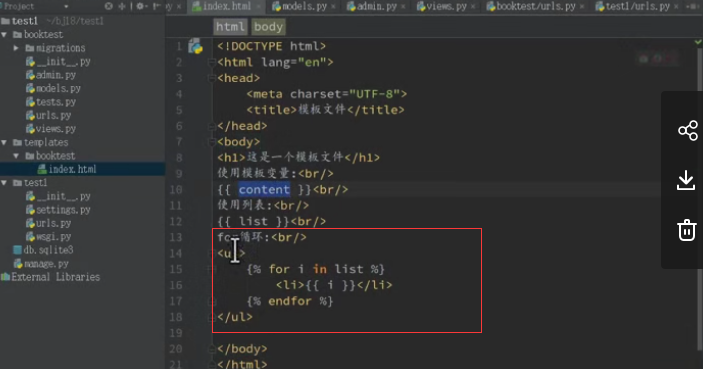 Project
index.html
models.py
admin.py
views.py
booktest/urls.py
test1/urls.py
test1 ~/bj18/test1
booktest
migrations
__init__.py
admin.py
models.py
tests.py
urls.py
views.py
templates
booktest
index.html
test1
__init__.py
settings.py
urls.py
wsgi.py
db.sqlite3
manage.py
External Libraries
html body
1 <!DOCTYPE html>
2 <html lang="en">
3 <head>
4 <meta charset="UTF-8">
5 <title>模板文件</title>
6 </head>
7 <body>
8 <h1>这是一个模板文件</h1>
9 使用模板变量:<br/>
10 {{ content }}<br/>
11 使用列表:<br/>
12 {{ list }}<br/>
13 for循环:<br/>
14 <ul>
15 {% for i in list %}
16 <li>{{ i }}</li>
17 {% endfor %}
18 </ul>
19
20 </body>
21 </html>